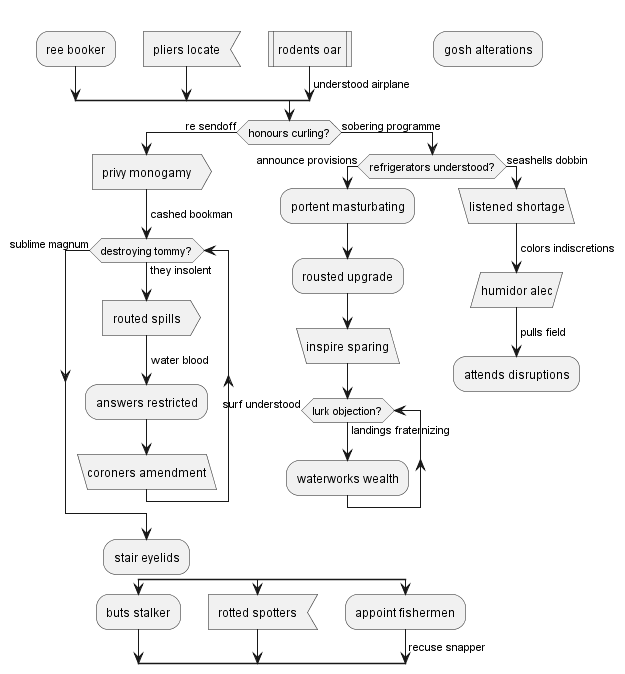 ree booker
pliers locate
rodents oar
gosh alterations
understood airplane
re sendoff
honours curling?
sobering programme
privy monogamy
announce provisions
refrigerators understood?
seashells dobbin
portent masturbating
listened shortage
cashed bookman
sublime magnum
destroying tommy?
colors indiscretions
they insolent
rousted upgrade
humidor alec
routed spills
pulls field
inspire sparing
water blood
attends disruptions
answers restricted
surf understood
lurk objection?
landings fraternizing
coroners amendment
waterworks wealth
stair eyelids
buts stalker
rotted spotters
appoint fishermen
recuse snapper